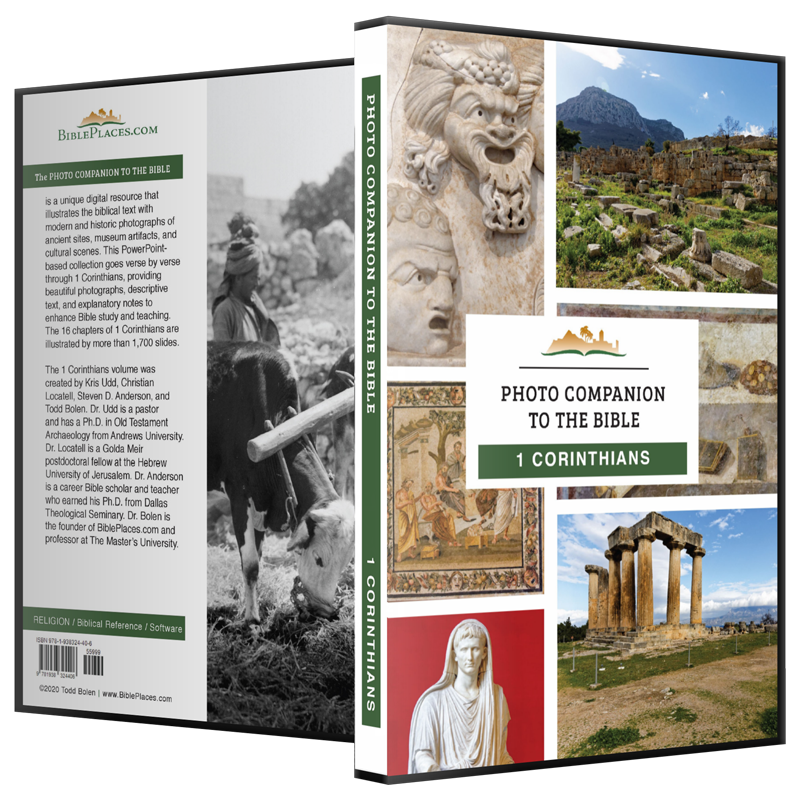 BIBLEPLACES.COM
The PHOTO COMPANION TO THE BIBLE
is a unique digital resource that
illustrates the biblical text with
modern and historic photographs of
ancient sites, museum artifacts, and
cultural scenes. This PowerPoint-
based collection goes verse by verse
through 1 Corinthians, providing
beautiful photographs, descriptive
text, and explanatory notes to
enhance Bible study and teaching.
The 16 chapters of 1 Corinthians are
illustrated by more than 1,700 slides.
The 1 Corinthians volume was
created by Kris Udd, Christian
Locatell, Steven D. Anderson, and
Todd Bolen. Dr. Udd is a pastor
and has a Ph.D. in Old Testament
Archaeology from Andrews University.
Dr. Locatell is a Golda Meir
postdoctoral fellow at the Hebrew
University of Jerusalem. Dr. Anderson
is a career Bible scholar and teacher
who earned his Ph.D. from Dallas
Theological Seminary. Dr. Bolen is
the founder of BiblePlaces.com and
professor at The Master's University.
RELIGION / Biblical Reference / Software
ISBN 978-1-938324-40-6
55999
9 781938 324406
©2020 Todd Bolen | www.BiblePlaces.com
PHOTO COMPANION TO THE BIBLE
1 CORINTHIANS
PHOTO COMPANION
TO THE BIBLE
1 CORINTHIANS